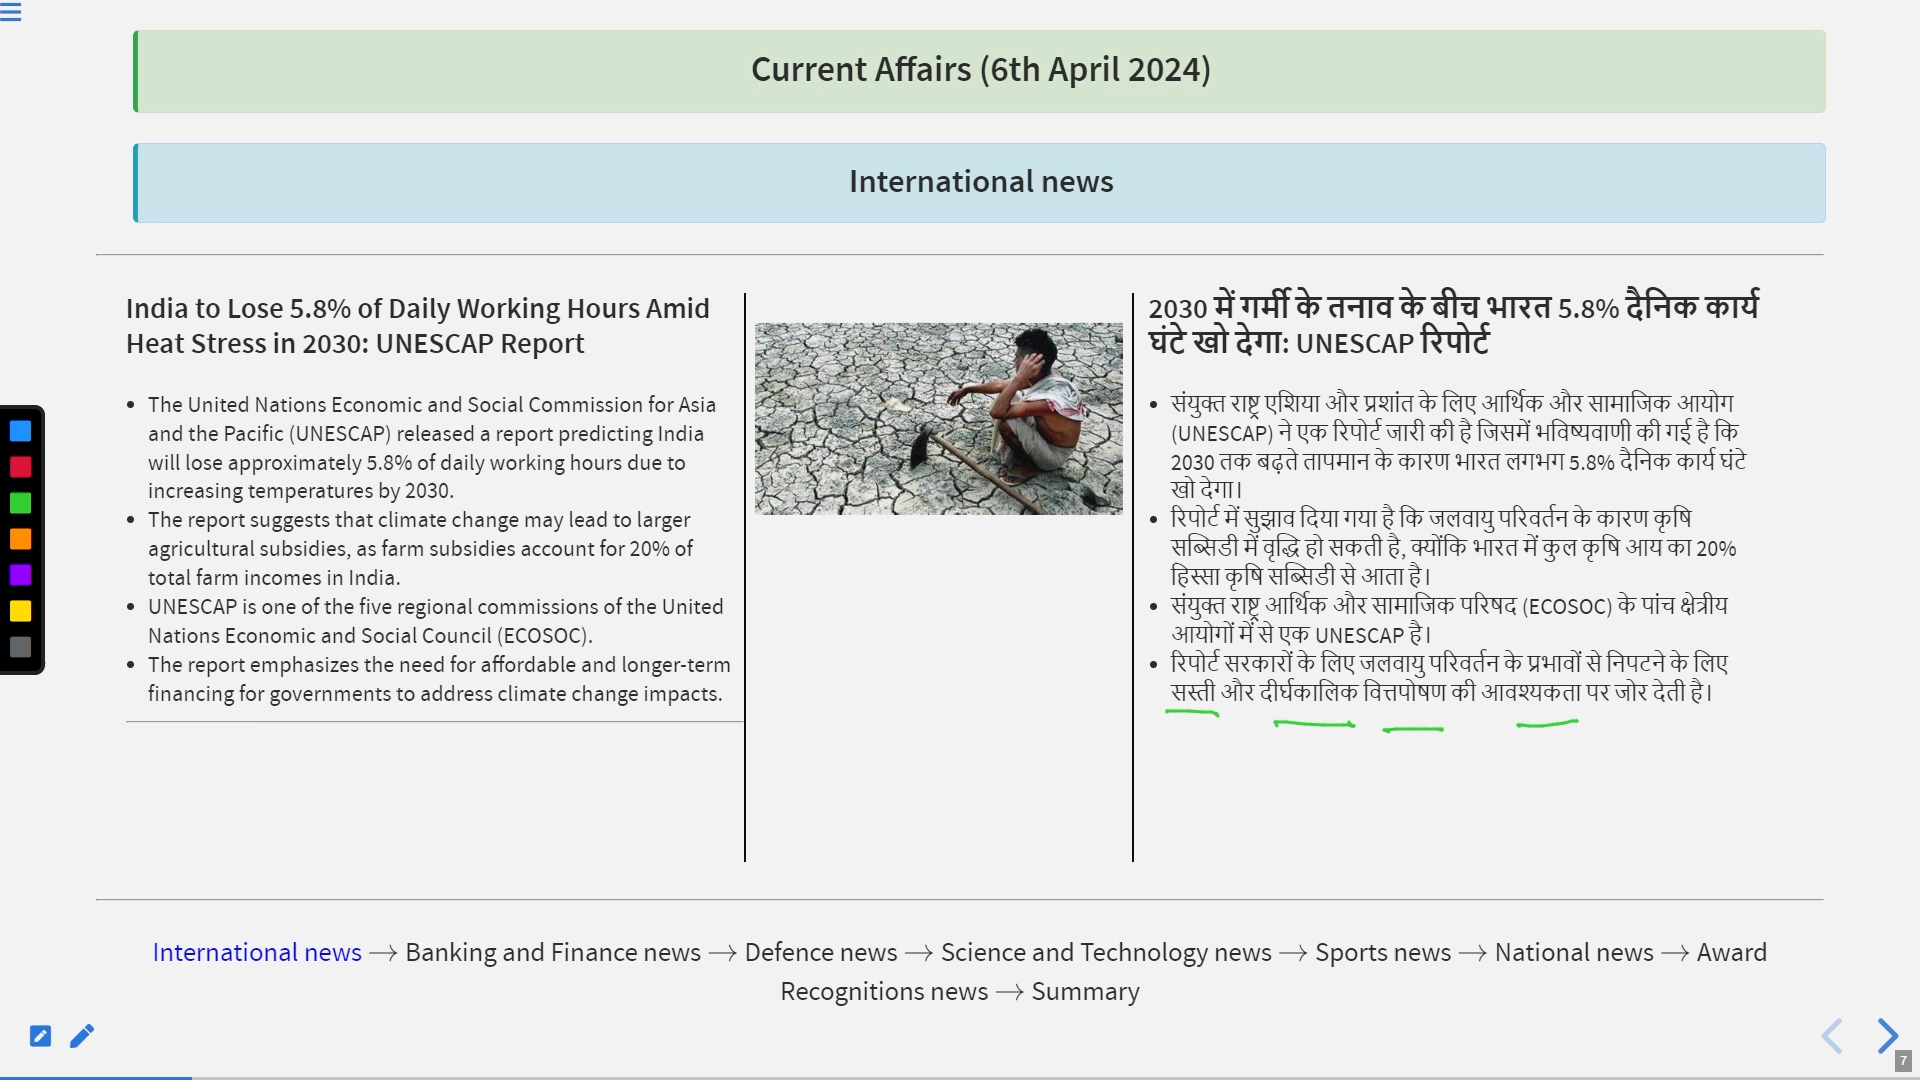 Current Affairs (6th April 2024)
International news
India to Lose 5.8% of Daily Working Hours Amid
Heat Stress in 2030: UNESCAP Report
• The United Nations Economic and Social Commission for Asia
and the Pacific (UNESCAP) released a report predicting India
will lose approximately 5.8% of daily working hours due to
increasing temperatures by 2030.
• The report suggests that climate change may lead to larger
agricultural subsidies, as farm subsidies account for 20% of
total farm incomes in India.
• UNESCAP is one of the five regional commissions of the United
Nations Economic and Social Council (ECOSOC).
• The report emphasizes the need for affordable and longer-term
financing for governments to address climate change impacts.
2030 में गर्मी के तनाव के बीच भारत 5.8% दैनिक कार्य
घंटे खो देगा: UNESCAP रिपोर्ट
• संयुक्त राष्ट्र एशिया और प्रशांत के लिए आर्थिक और सामाजिक आयोग
(UNESCAP) ने एक रिपोर्ट जारी की है जिसमें भविष्यवाणी की गई है कि
2030 तक बढ़ते तापमान के कारण भारत लगभग 5.8% दैनिक कार्य घंटे
खो देगा।
• रिपोर्ट में सुझाव दिया गया है कि जलवायु परिवर्तन के कारण कृषि
सब्सिडी में वृद्धि हो सकती है, क्योंकि भारत में कुल कृषि आय का 20%
हिस्सा कृषि सब्सिडी से आता है।
• संयुक्त राष्ट्र आर्थिक और सामाजिक परिषद (ECOSOC) के पांच क्षेत्रीय
आयोगों में से एक UNESCAP है।
• रिपोर्ट सरकारों के लिए जलवायु परिवर्तन के प्रभावों से निपटने के लिए
सस्ती और दीर्घकालिक वित्तपोषण की आवश्यकता पर जोर देती है।
International news → Banking and Finance news → Defence news → Science and Technology news → Sports news → National news → Award
Recognitions news → Summary
7